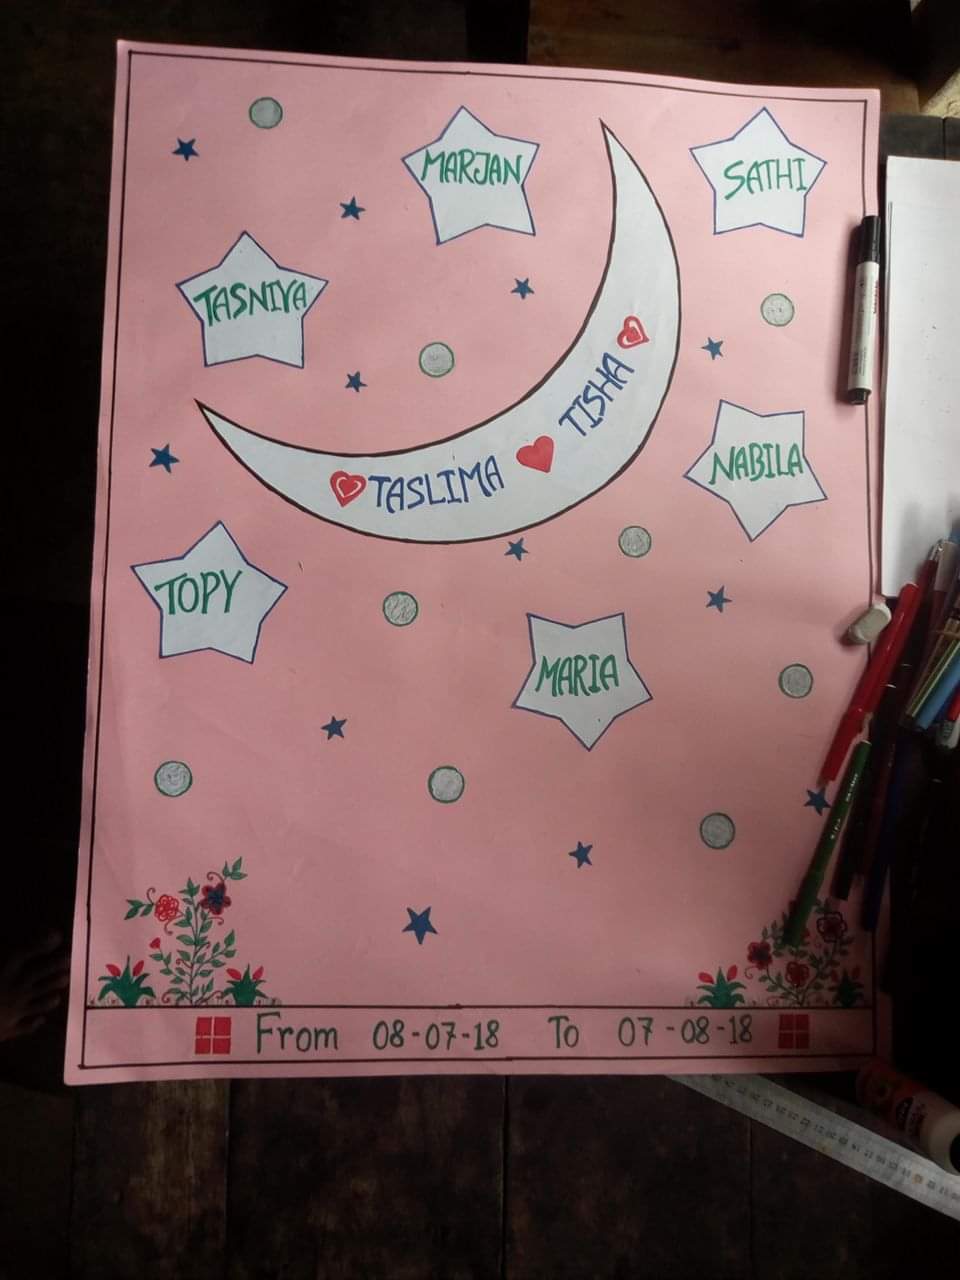 MARJAN
SATHI
TASNIYA
TISHA
TASLIMA
NABILA
TOPY
MARIA
From 08-07-18 To 07-08-18